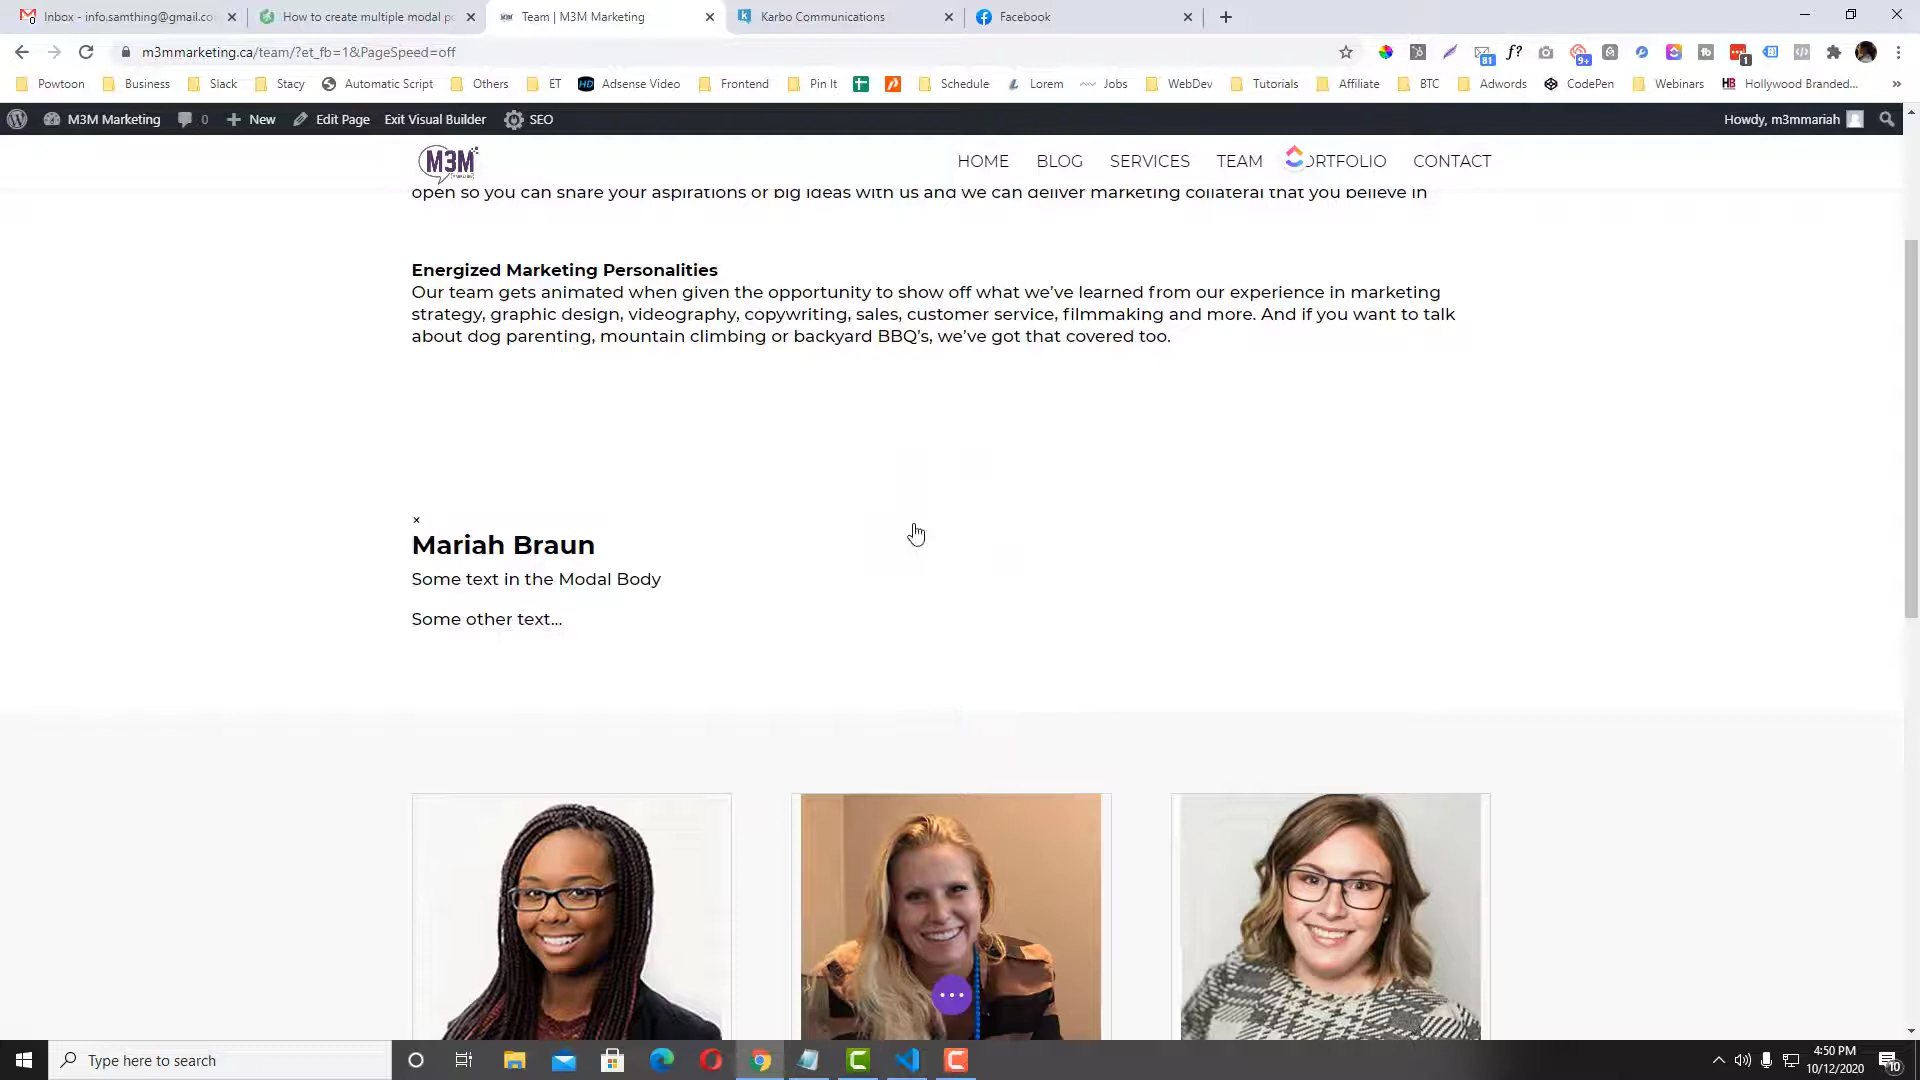 Inbox - info.samthing@gmail.co
How to create multiple modal po
Team | M3M Marketing
Karbo Communications
Facebook
m3mmarketing.ca/team/?et_fb=1&PageSpeed=off
81
f?
9+
1
Powtoon
Business
Slack
Stacy
Automatic Script
Others
ET
HD
Adsense Video
Frontend
Pin It
Schedule
Lorem
Jobs
WebDev
Tutorials
Affiliate
BTC
Adwords
CodePen
Webinars
HB
Hollywood Branded...
M3M Marketing
0
New
Edit Page
Exit Visual Builder
SEO
Howdy, m3mmariah
M3M
HOME
BLOG
SERVICES
TEAM
ORTFOLIO
CONTACT
open so you can share your aspirations or big ideas with us and we can deliver marketing collateral that you believe in
Energized Marketing Personalities
Our team gets animated when given the opportunity to show off what we've learned from our experience in marketing
strategy, graphic design, videography, copywriting, sales, customer service, filmmaking and more. And if you want to talk
about dog parenting, mountain climbing or backyard BBQ's, we've got that covered too.
×
Mariah Braun
Some text in the Modal Body
Some other text...
Type here to search
4:50 PM
10/12/2020
10